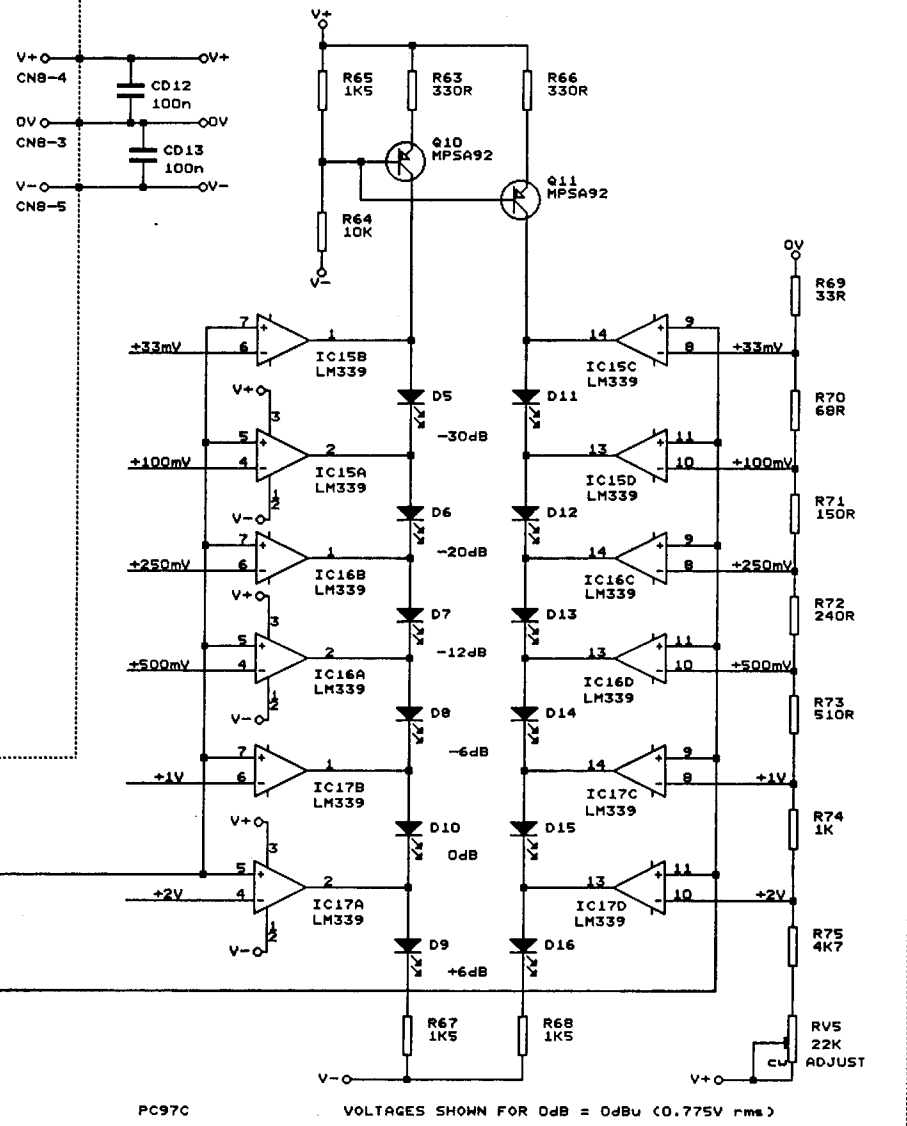 V+
V+ V+
CN8-4
CD12
100n
0V 0V
CN8-3
CD13
100n
V- V-
CN8-5
R65
1K5
R63
330R
R66
330R
Q10
MPSA92
Q11
MPSA92
R64
10K
V-
0V
R69
33R
7
+33mV 6
1
IC15B
LM339
14
IC15C
LM339
9
8 +33mV
V+
3
D5
D11
R70
68R
-30dB
5
+100mV 4
2
IC15A
LM339
13
IC15D
LM339
11
10 +100mV
12
V-
D6
D12
R71
150R
-20dB
7
+250mV 6
1
IC16B
LM339
14
IC16C
LM339
9
8 +250mV
V+
3
D7
D13
R72
240R
-12dB
5
+500mV 4
2
IC16A
LM339
13
IC16D
LM339
11
10 +500mV
12
V-
D8
D14
R73
510R
-6dB
7
+1V 6
1
IC17B
LM339
14
IC17C
LM339
9
8 +1V
V+
3
D10
D15
R74
1K
0dB
5
+2V 4
2
IC17A
LM339
13
IC17D
LM339
11
10 +2V
12
V-
D9
D16
R75
4K7
+6dB
R67
1K5
R68
1K5
RV5
22K
CW ADJUST
V-
V+
PC97C
VOLTAGES SHOWN FOR 0dB = 0dBu (0.775V rms)